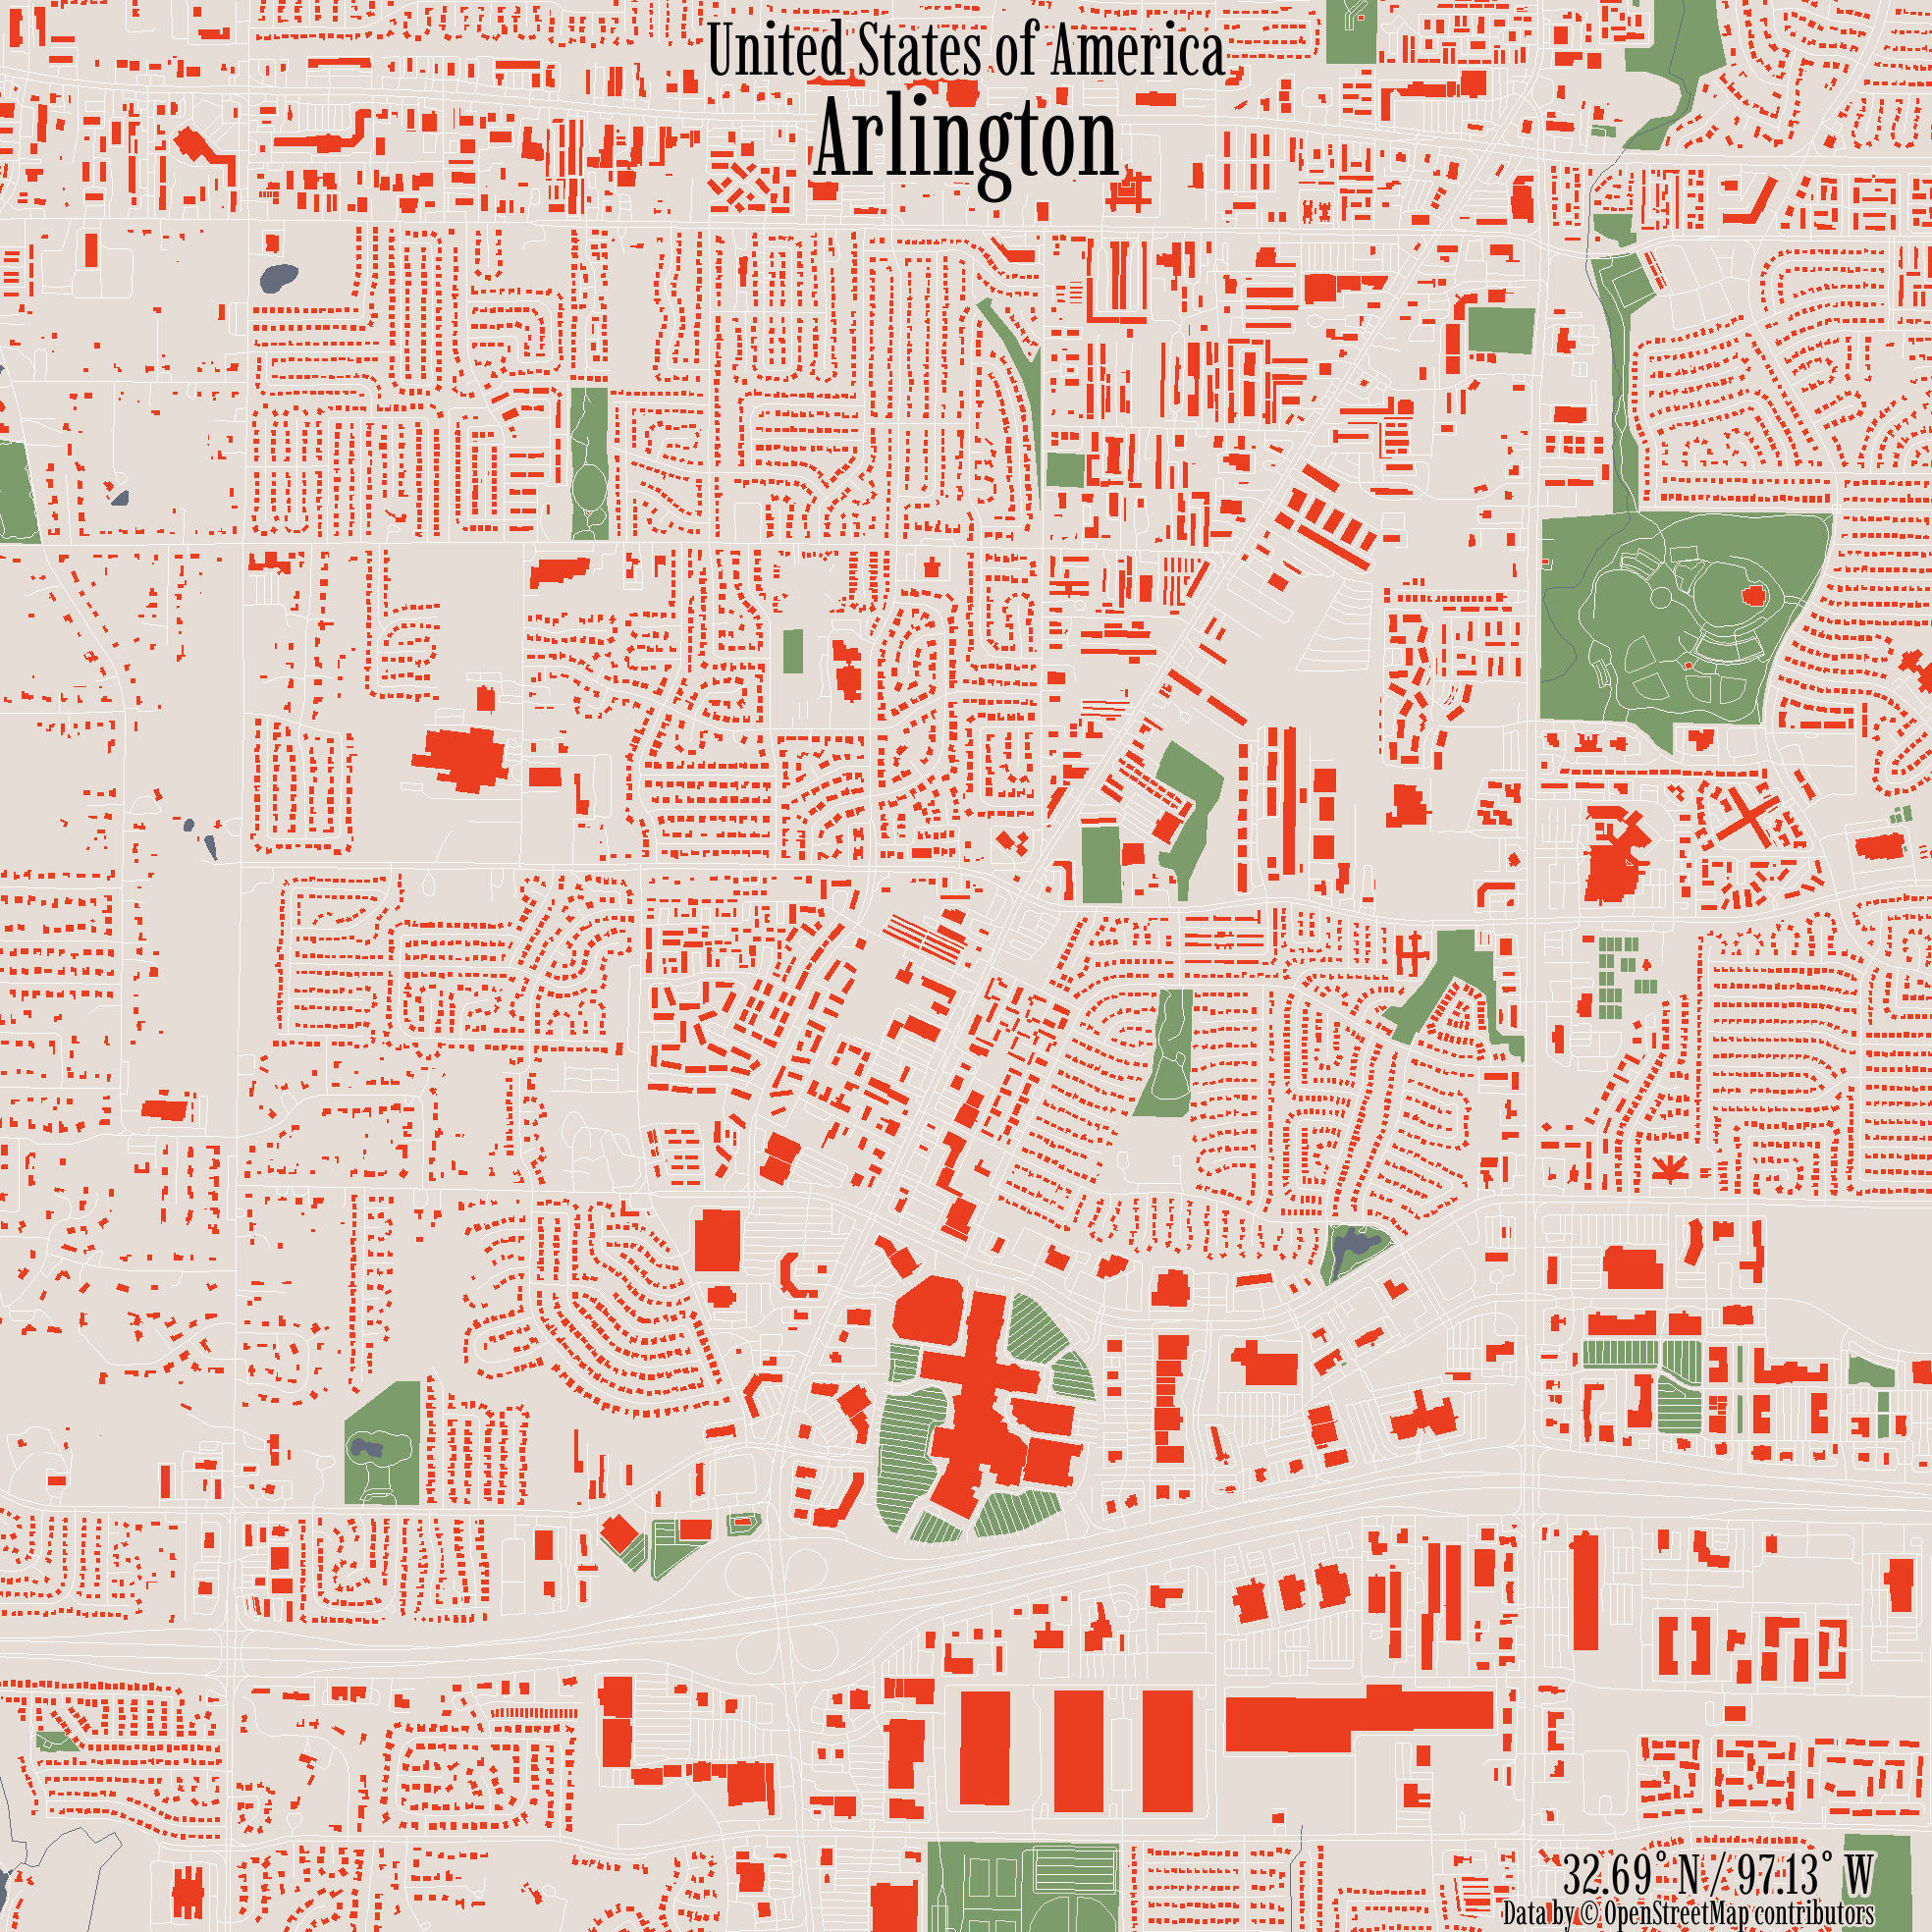 United States of America
Arlington
32.69° N / 97.13° W
Data by © OpenStreetMap contributors